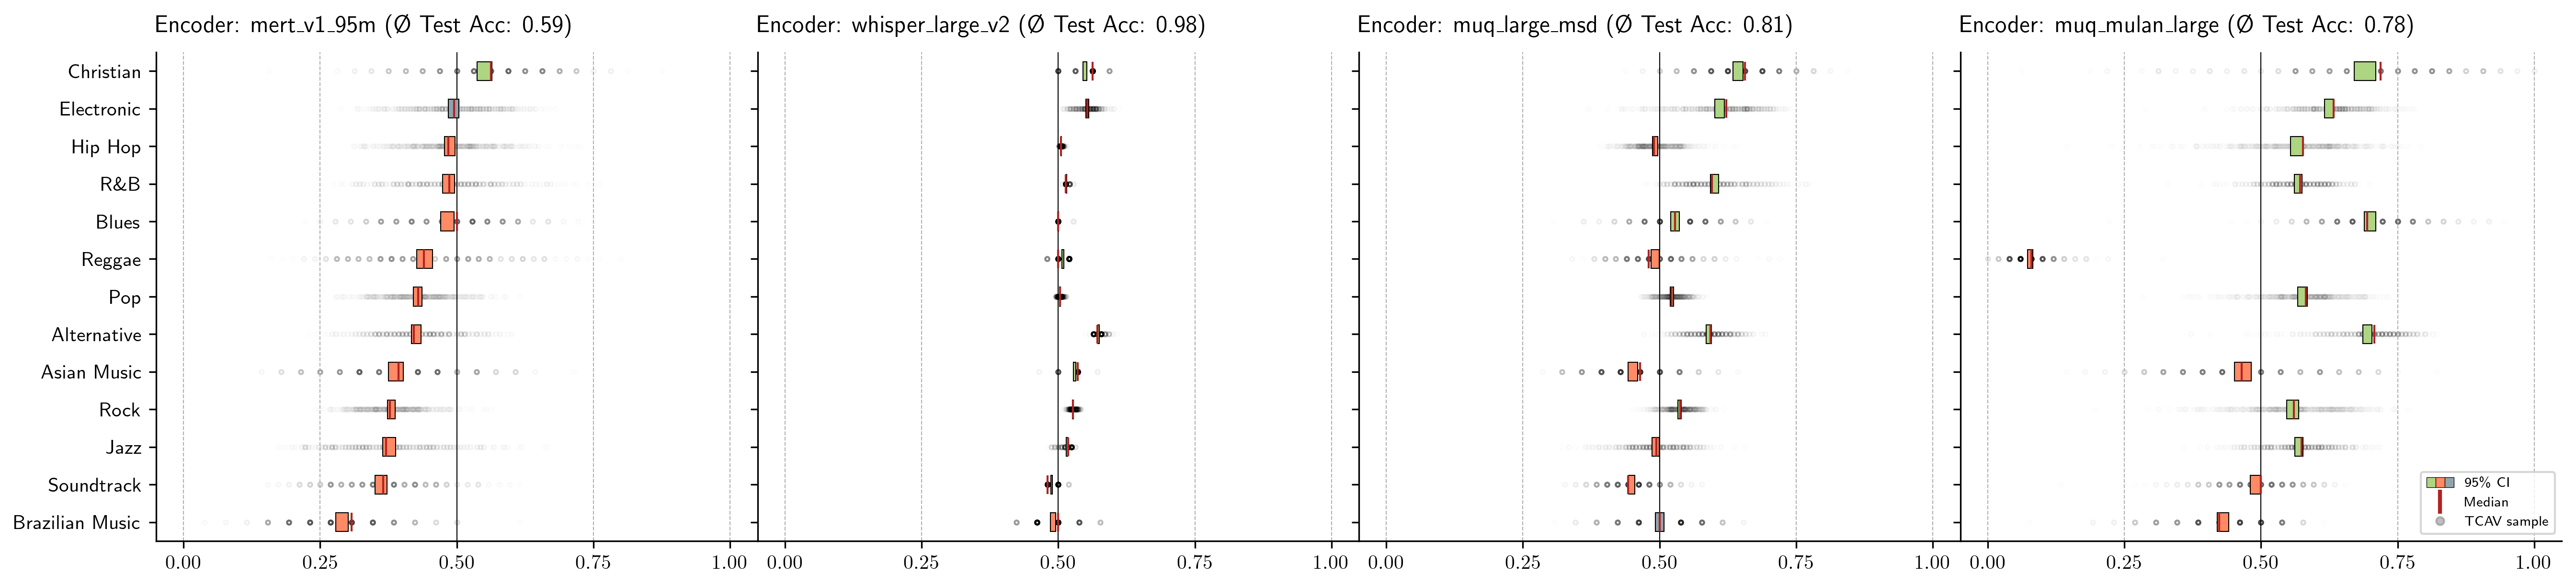 Encoder: mert_v1_95m (Ø Test Acc: 0.59)
Encoder: whisper_large_v2 (Ø Test Acc: 0.98)
Encoder: muq_large_msd (Ø Test Acc: 0.81)
Encoder: muq_mulan_large (Ø Test Acc: 0.78)
Christian
Electronic
Hip Hop
R&B
Blues
Reggae
Pop
Alternative
Asian Music
Rock
Jazz
Soundtrack
Brazilian Music
95% CI
Median
TCAV sample
0.00 0.25 0.50 0.75 1.00
0.00 0.25 0.50 0.75 1.00
0.00 0.25 0.50 0.75 1.00
0.00 0.25 0.50 0.75 1.00